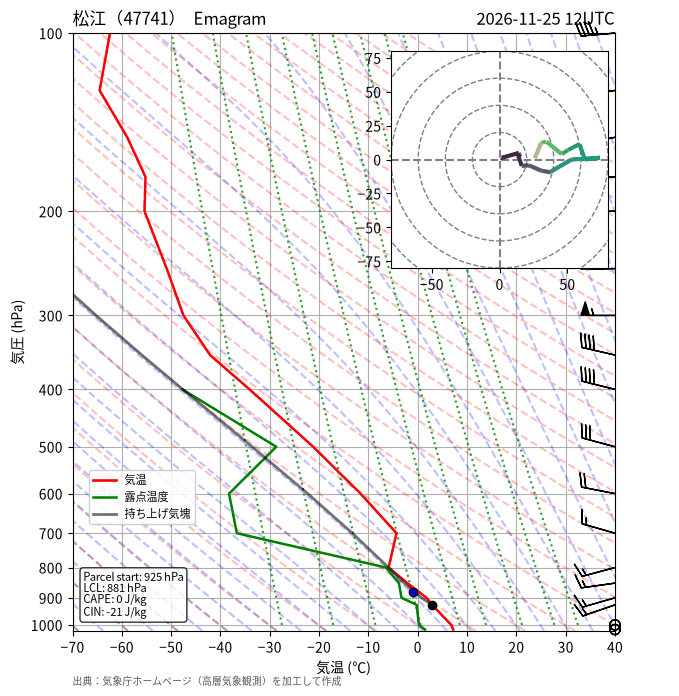 松江（47741） Emagram 2026-11-25 12UTC
100
200
300
400
500
600
700
800
900
1000
気圧 (hPa)
−70 −60 −50 −40 −30 −20 −10 0 10 20 30 40
気温 (℃)
75
50
25
0
−25
−50
−75
−50 0 50
気温
露点温度
持ち上げ気塊
Parcel start: 925 hPa
LCL: 881 hPa
CAPE: 0 J/kg
CIN: -21 J/kg
出典：気象庁ホームページ（高層気象観測）を加工して作成